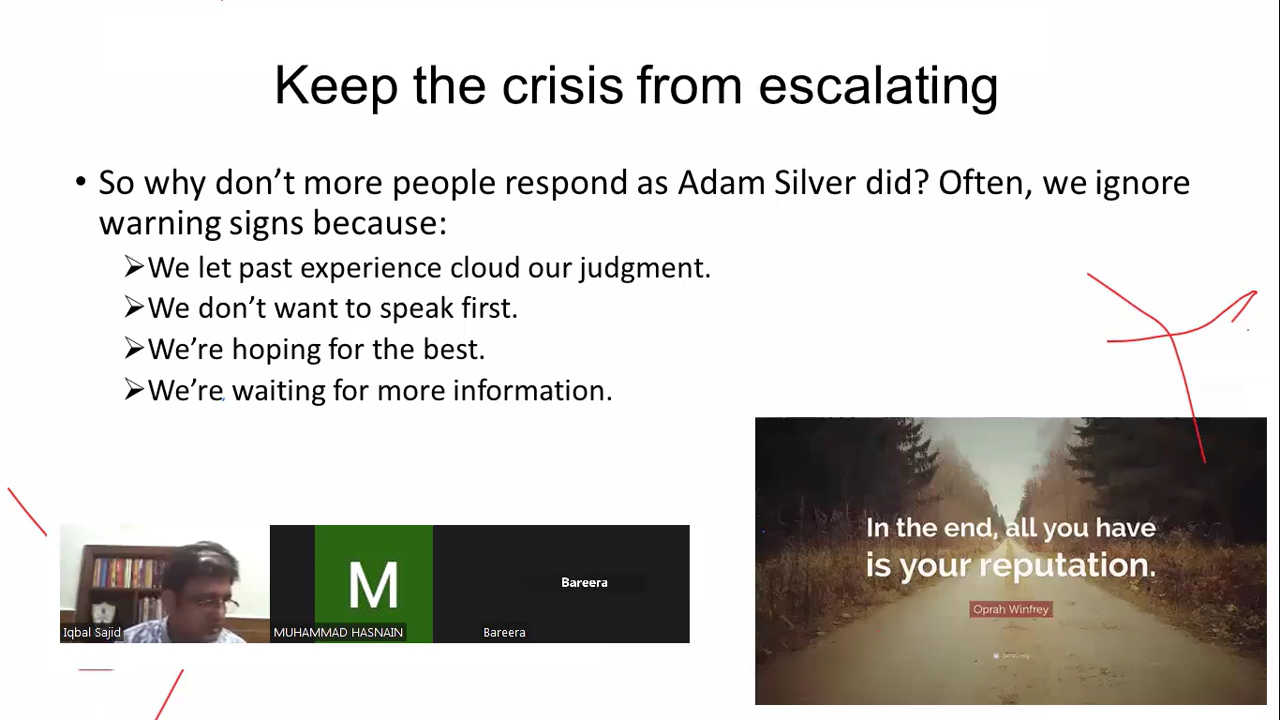 Keep the crisis from escalating
• So why don’t more people respond as Adam Silver did? Often, we ignore
warning signs because:
➢We let past experience cloud our judgment.
➢We don’t want to speak first.
➢We’re hoping for the best.
➢We’re waiting for more information.
In the end, all you have
is your reputation.
Oprah Winfrey
M
Bareera
Iqbal Sajid
MUHAMMAD HASNAIN
Bareera